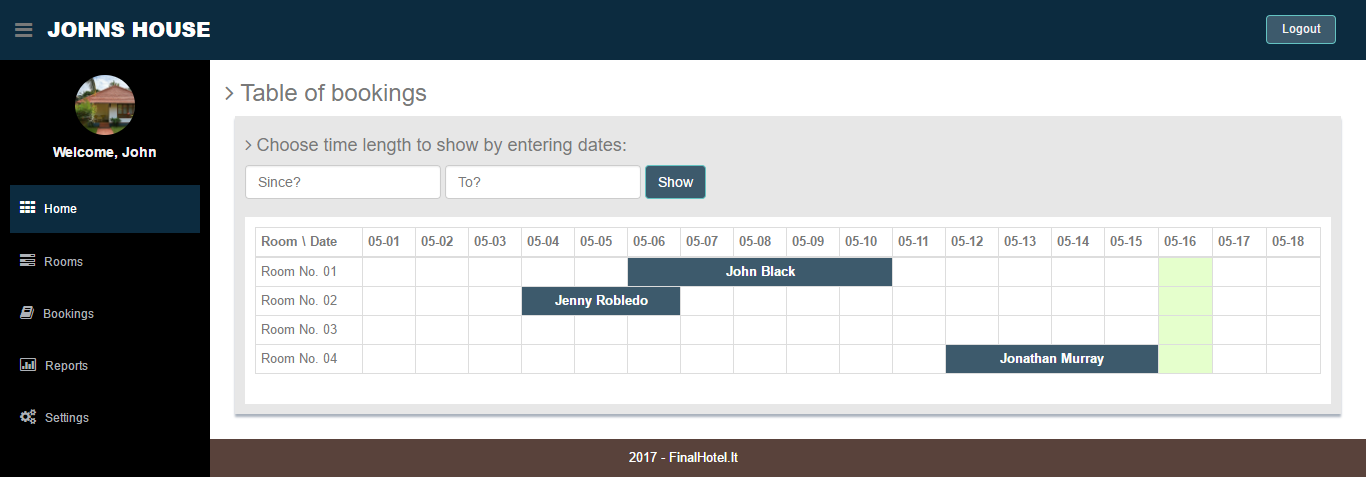 JOHNS HOUSE
Logout
Welcome, John
Home
Rooms
Bookings
Reports
Settings
Table of bookings
Choose time length to show by entering dates:
Since? To? Show
Room \ Date 05-01 05-02 05-03 05-04 05-05 05-06 05-07 05-08 05-09 05-10 05-11 05-12 05-13 05-14 05-15 05-16 05-17 05-18
Room No. 01 John Black
Room No. 02 Jenny Robledo
Room No. 03
Room No. 04 Jonathan Murray
2017 - FinalHotel.lt